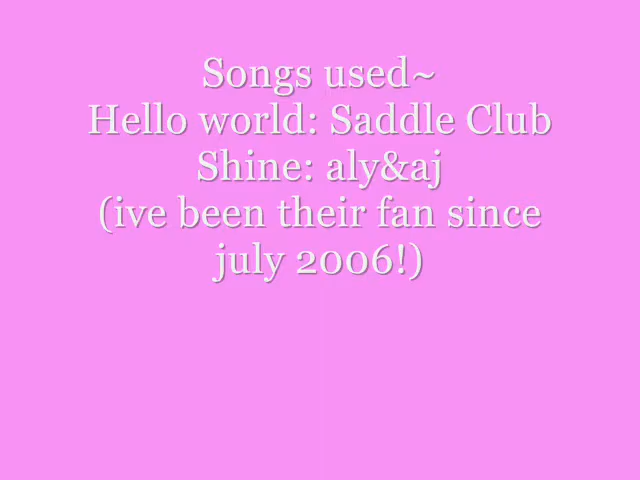 Songs used~
Hello world: Saddle Club
Shine: aly&aj
(ive been their fan since
july 2006!)